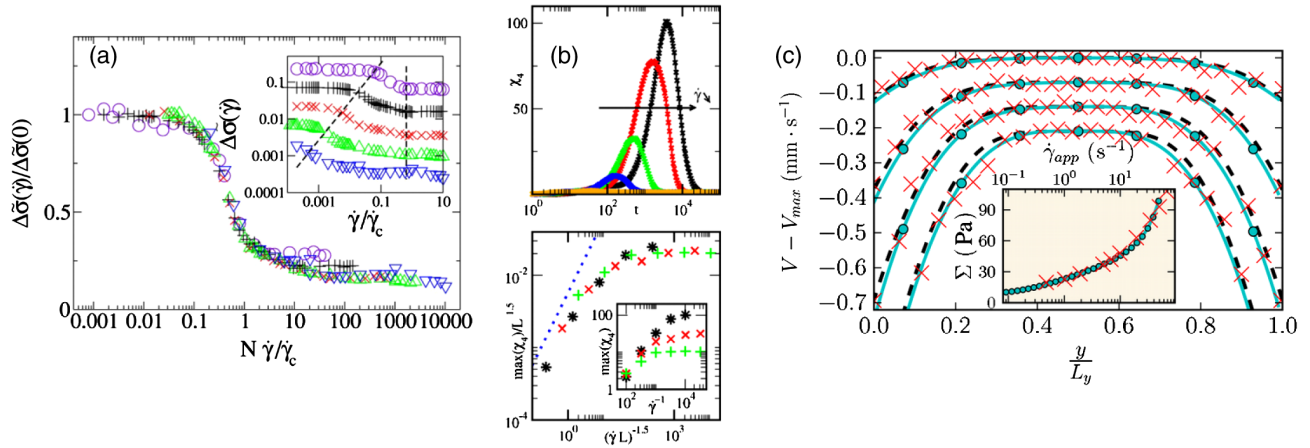 (a)
Δσ̃(γ̇)/Δσ̃(0)
1
0.75
0.5
0.25
0
0.001 0.01 0.1 1 10 100 1000 10000
N γ̇/γ̇c
Δσ̃(γ̇)
0.1
0.01
0.001
0.0001
0.001 0.1 10
γ̇/γ̇c
(b)
χ4
100
50
γ̇
10^0 10^2 t 10^4 10^6
max(χ4)/L^1.5
10^-2
10^-4
10^0 10^3
(γ̇ L)^-1.5
max(χ4)
100
1
10^2 10^4
γ̇^-1
(c)
V − Vmax (mm · s^-1)
0.0
−0.1
−0.2
−0.3
−0.4
−0.5
−0.6
−0.7
0.0 0.2 0.4 0.6 0.8 1.0
y/Ly
γ̇app (s^-1)
10^-1 10^0 10^1
Σ (Pa)
90
60
30
0